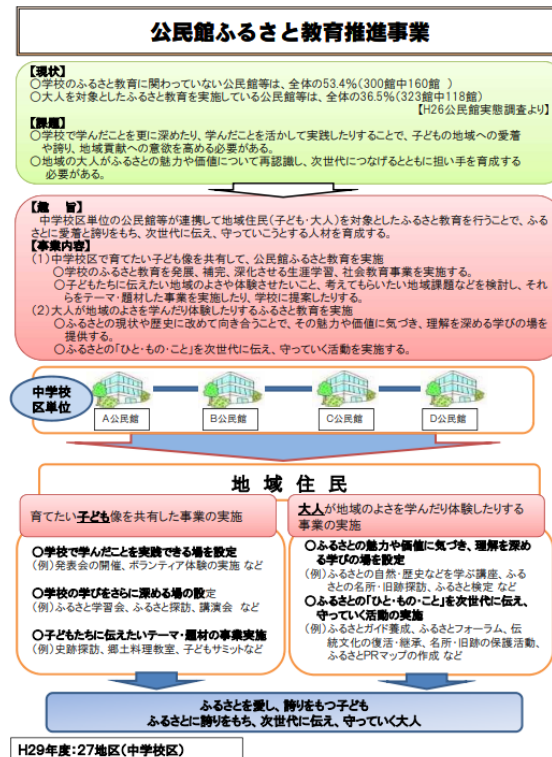 公民館ふるさと教育推進事業
【現状】
○学校のふるさと教育に関わっていない公民館等は、全体の53.4％(300館中160館 )
○大人を対象としたふるさと教育を実施している公民館等は、全体の36.5％(323館中118館)
【H26公民館実態調査より】
【課題】
○学校で学んだことを更に深めたり、学んだことを活かして実践したりすることで、子どもの地域への愛着
や誇り、地域貢献への意欲を高める必要がある。
○地域の大人がふるさとの魅力や価値について再認識し、次世代につなげるとともに担い手を育成する
必要がある。
【趣 旨】
中学校区単位の公民館等が連携して地域住民(子ども・大人)を対象としたふるさと教育を行うことで、ふる
さとに愛着と誇りをもち、次世代に伝え、守っていこうとする人材を育成する。
【事業内容】
(1)中学校区で育てたい子ども像を共有して、公民館ふるさと教育を実施
○学校のふるさと教育を発展、補完、深化させる生涯学習、社会教育事業を実施する。
○子どもたちに伝えたい地域のよさや体験させたいこと、考えてもらいたい地域課題などを検討し、それ
らをテーマ・題材した事業を実施したり、学校に提案したりする。
(2)大人が地域のよさを学んだり体験したりするふるさと教育を実施
○ふるさとの現状や歴史に改めて向き合うことで、その魅力や価値に気づき、理解を深める学びの場を
提供する。
○ふるさとの「ひと・もの・こと」を次世代に伝え、守っていく活動を実施する。
中学校
区単位
A公民館
B公民館
C公民館
D公民館
地 域 住 民
育てたい子ども像を共有した事業の実施
○学校で学んだことを実践できる場を設定
(例)発表会の開催、ボランティア体験の実施 など
○学校の学びをさらに深める場の設定
(例)ふるさと学習会、ふるさと探訪、講演会 など
○子どもたちに伝えたいテーマ・題材の事業実施
(例)史跡探訪、郷土料理教室、子どもサミットなど
大人が地域のよさを学んだり体験したりする
事業の実施
○ふるさとの魅力や価値に気づき、理解を深め
る学びの場を設定
(例)ふるさとの自然・歴史などを学ぶ講座、ふる
さとの名所・旧跡探訪、ふるさと検定 など
○ふるさとの「ひと・もの・こと」を次世代に伝え、
守っていく活動の実施
(例)ふるさとガイド養成、ふるさとフォーラム、伝
統文化の復活・継承、名所・旧跡の保護活動、
ふるさとPRマップの作成 など
ふるさとを愛し、誇りをもつ子ども
ふるさとに誇りをもち、次世代に伝え、守っていく大人
H29年度:27地区(中学校区)